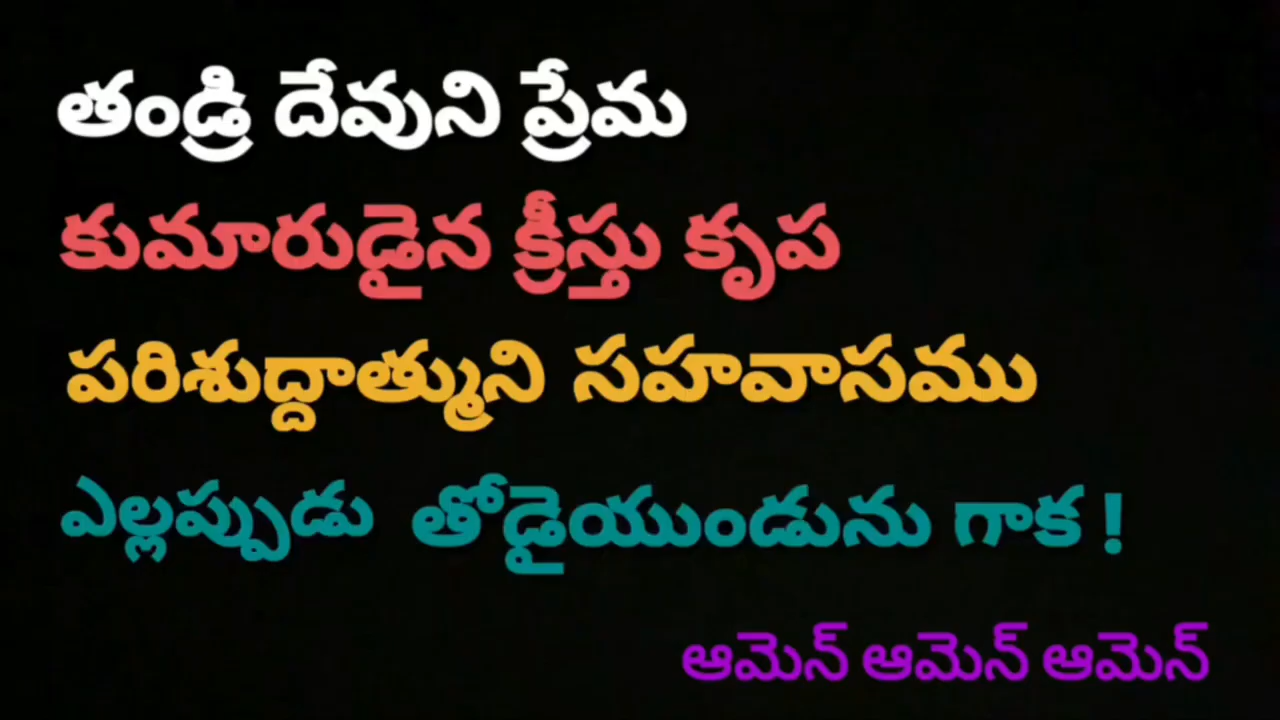 తండ్రి దేవుని ప్రేమ
కుమారుడైన క్రీస్తు కృప
పరిశుద్దాత్ముని సహవాసము
ఎల్లప్పుడు తోడైయుండును గాక !
ఆమెన్ ఆమెన్ ఆమెన్